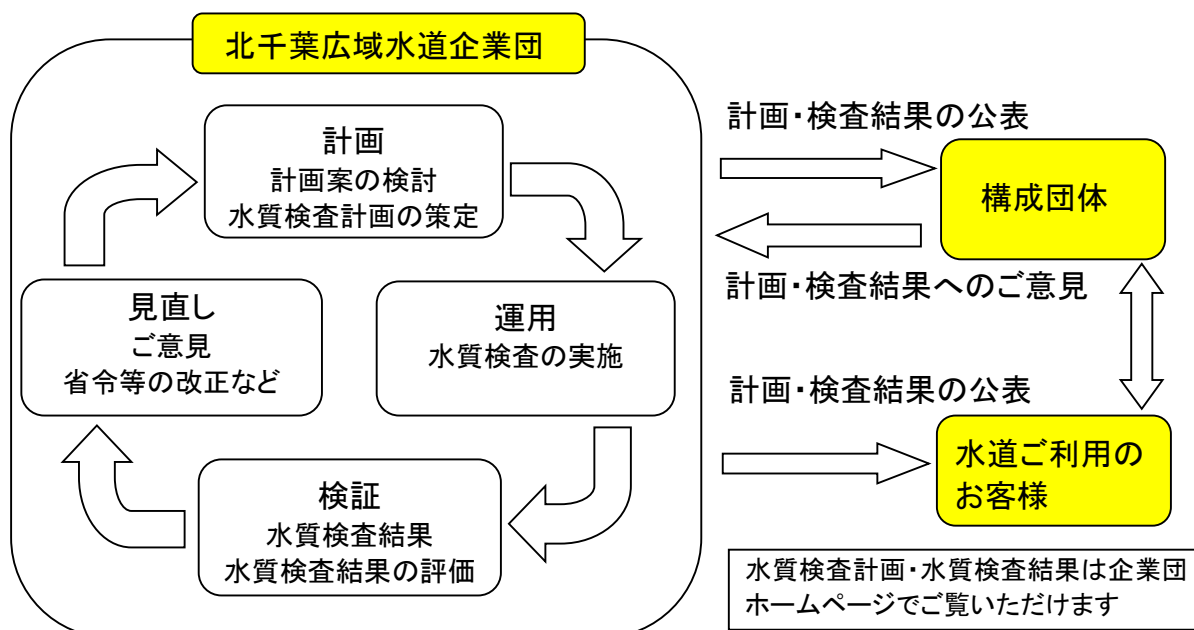 北千葉広域水道企業団
計画
計画案の検討
水質検査計画の策定
運用
水質検査の実施
検証
水質検査結果
水質検査結果の評価
見直し
ご意見
省令等の改正など
計画・検査結果の公表
構成団体
計画・検査結果へのご意見
計画・検査結果の公表
水道ご利用の
お客様
水質検査計画・水質検査結果は企業団
ホームページでご覧いただけます